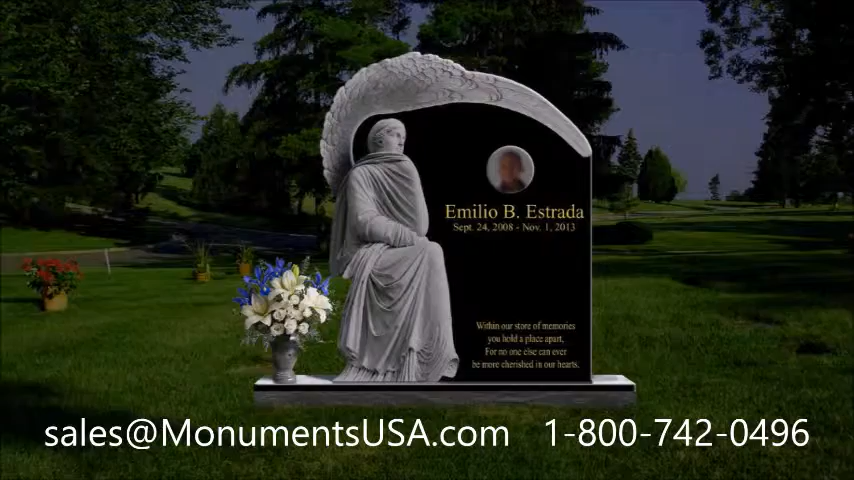 Emilio B. Estrada
Sept. 24, 2008 - Nov. 1, 2013
Within our store of memories
you hold a place apart,
For no one else can ever
be more cherished in our hearts.
sales@MonumentsUSA.com 1-800-742-0496